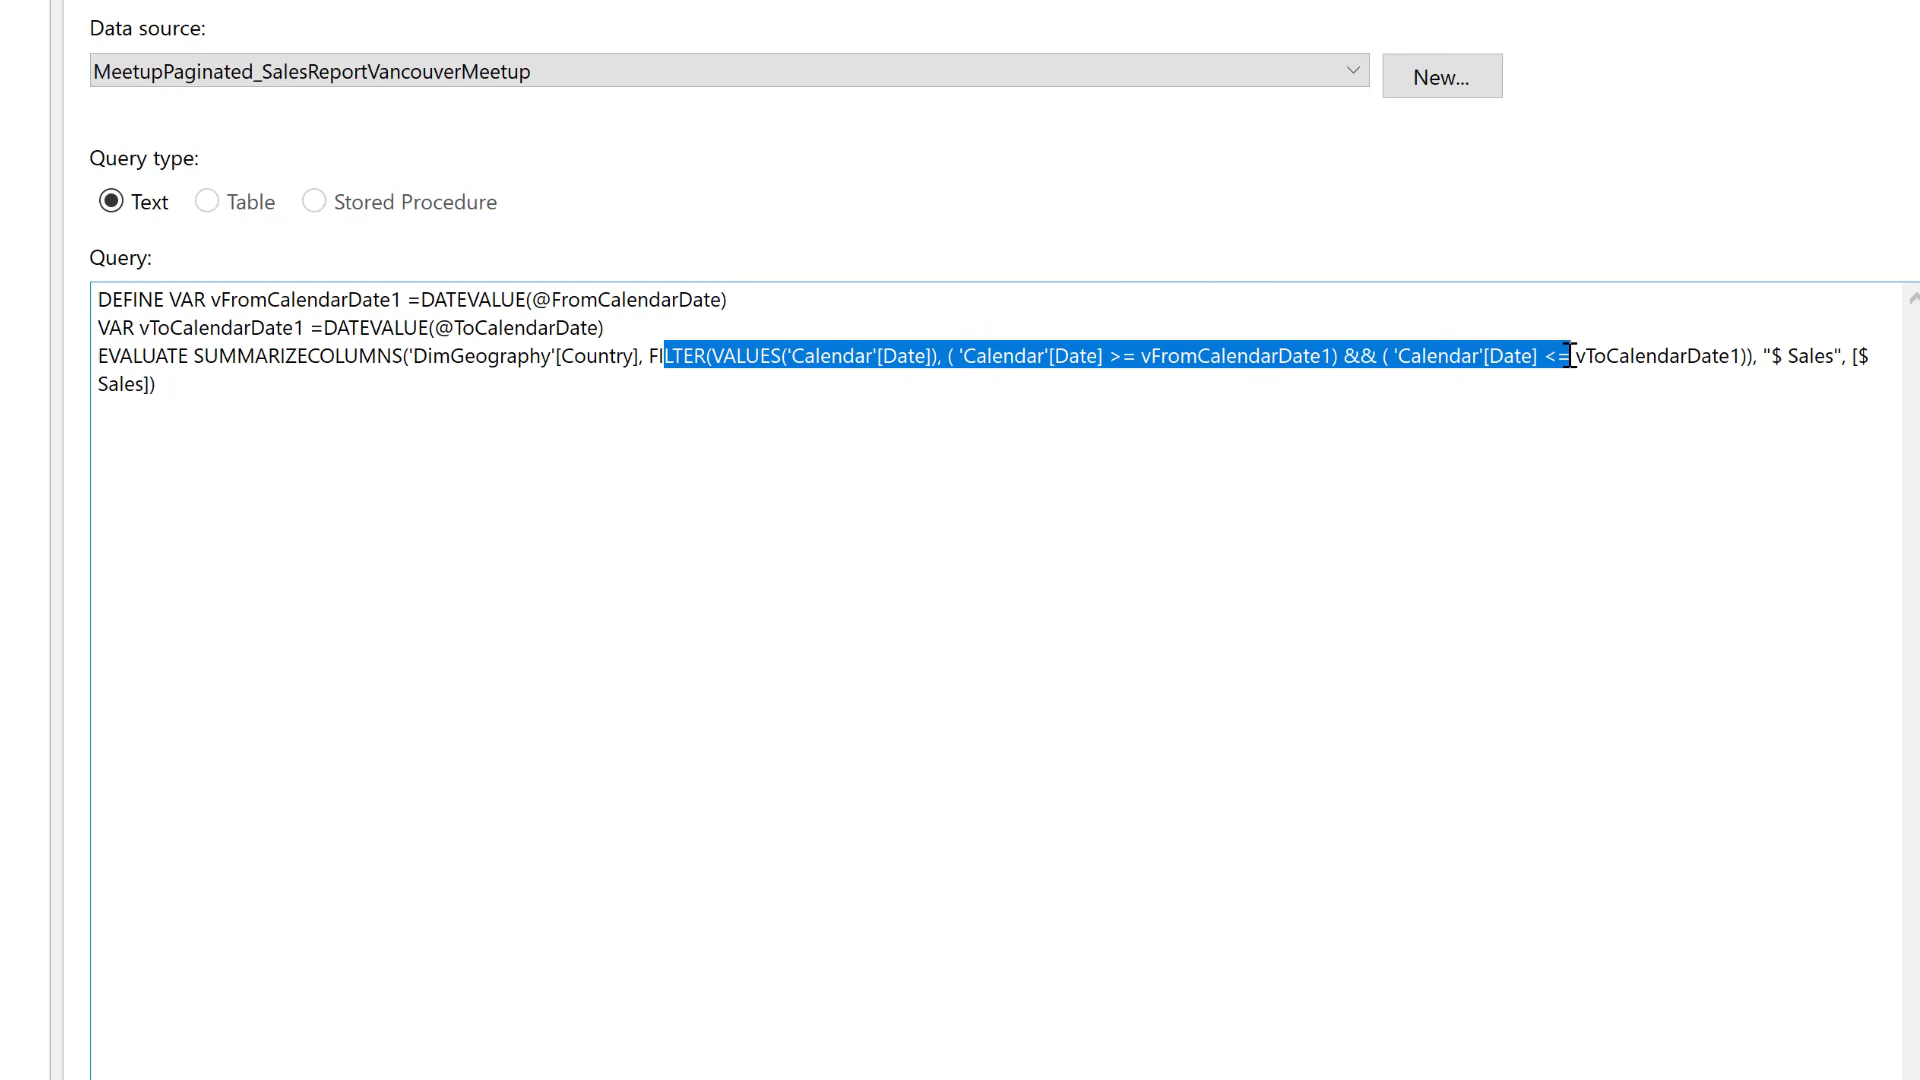 Data source:
MeetupPaginated_SalesReportVancouverMeetup
New...
Query type:
Text Table Stored Procedure
Query:
DEFINE VAR vFromCalendarDate1 =DATEVALUE(@FromCalendarDate)
VAR vToCalendarDate1 =DATEVALUE(@ToCalendarDate)
EVALUATE SUMMARIZECOLUMNS('DimGeography'[Country], FILTER(VALUES('Calendar'[Date]), ( 'Calendar'[Date] >= vFromCalendarDate1) && ( 'Calendar'[Date] <= vToCalendarDate1)), "$ Sales", [$
Sales])